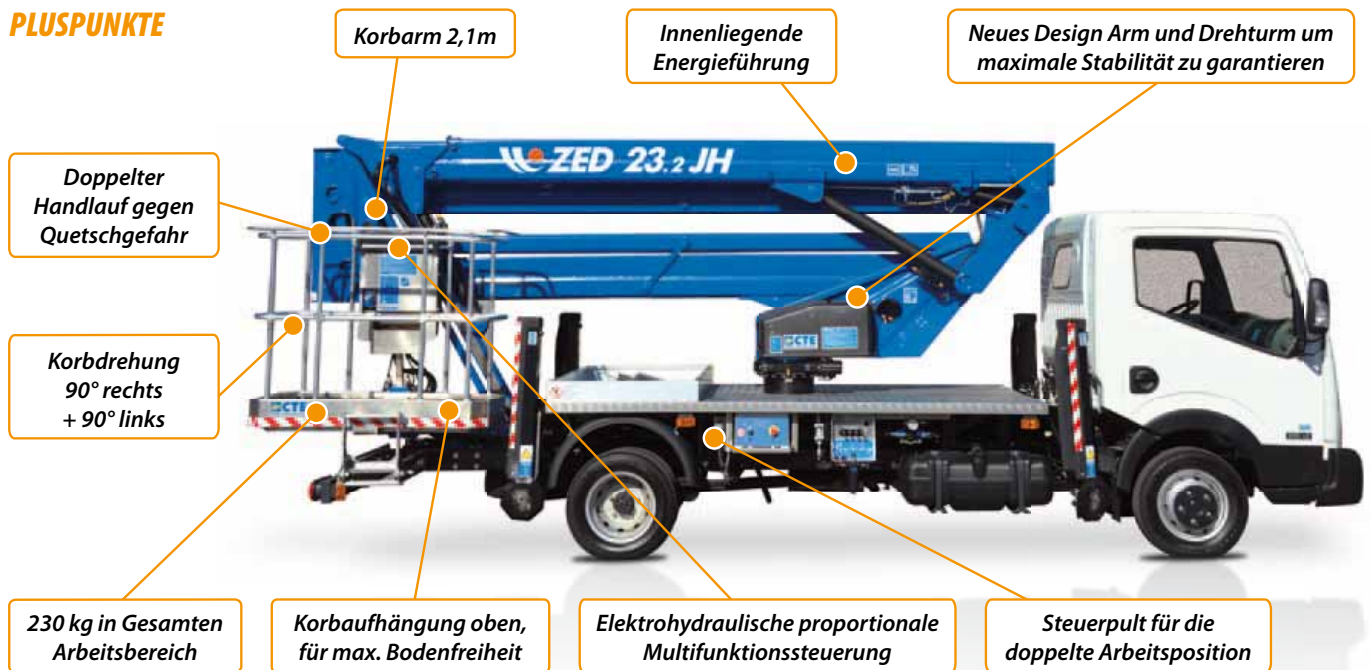 PLUSPUNKTE
Korbarm 2,1m
Innenliegende
Energieführung
Neues Design Arm und Drehturm um
maximale Stabilität zu garantieren
Doppelter
Handlauf gegen
Quetschgefahr
ZED 23.2 JH
CTE
Korbdrehung
90° rechts
+ 90° links
CTE
230 kg in Gesamten
Arbeitsbereich
Korbaufhängung oben,
für max. Bodenfreiheit
Elektrohydraulische proportionale
Multifunktionssteuerung
Steuerpult für die
doppelte Arbeitsposition